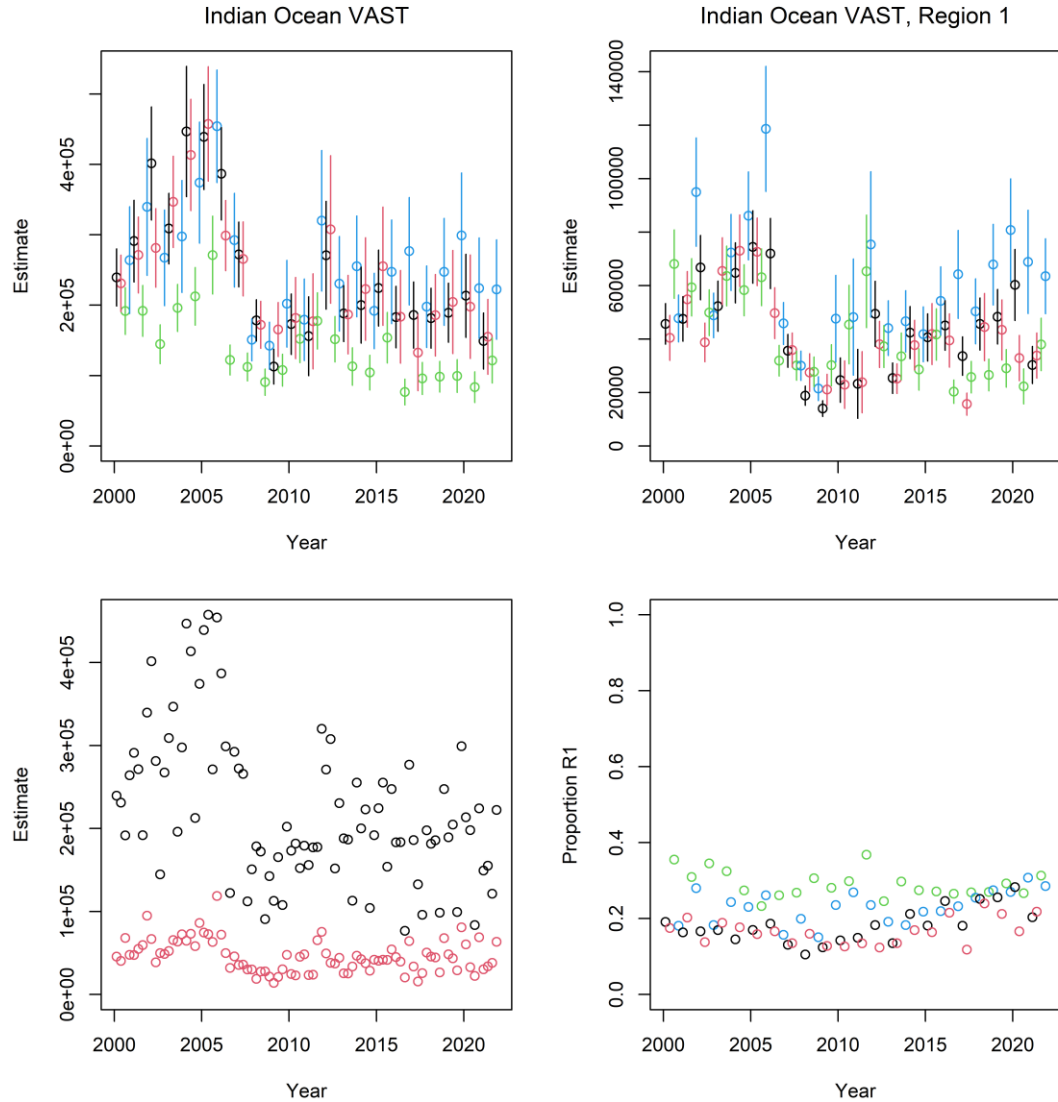 Indian Ocean VAST
Estimate
0e+00
2e+05
4e+05
2000
2005
2010
2015
2020
Year
Indian Ocean VAST, Region 1
Estimate
0
20000
60000
100000
140000
2000
2005
2010
2015
2020
Year
Estimate
0e+00
1e+05
2e+05
3e+05
4e+05
2000
2005
2010
2015
2020
Year
Proportion R1
0.0
0.2
0.4
0.6
0.8
1.0
2000
2005
2010
2015
2020
Year